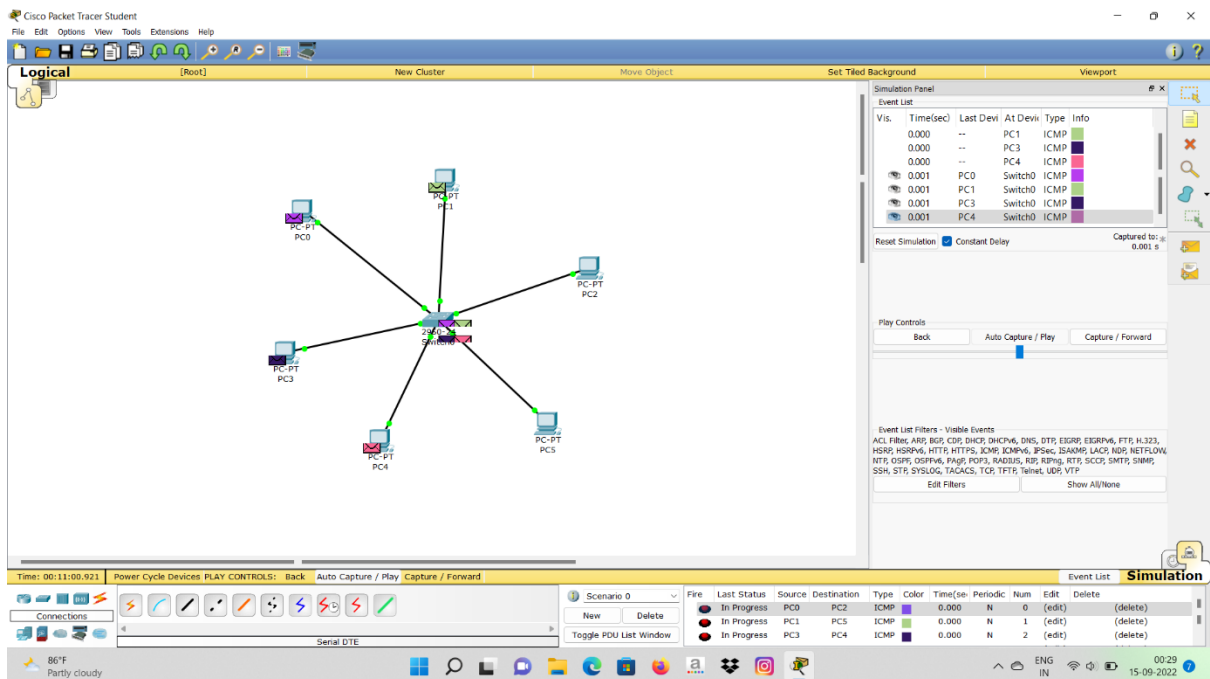 Cisco Packet Tracer Student
File Edit Options View Tools Extensions Help
Logical [Root] New Cluster Move Object Set Tiled Background Viewport
Simulation Panel
Event List
Vis. Time(sec) Last Devi At Devi Type Info
0.000 -- PC1 ICMP
0.000 -- PC3 ICMP
0.000 -- PC4 ICMP
0.001 PC0 Switch0 ICMP
0.001 PC1 Switch0 ICMP
0.001 PC3 Switch0 ICMP
0.001 PC4 Switch0 ICMP
Reset Simulation Constant Delay Captured to: *
0.001 s
Play Controls
Back Auto Capture / Play Capture / Forward
Event List Filters - Visible Events
ACL Filter, ARP, BGP, CDP, DHCP, DHCPv6, DNS, DTP, EIGRP, EIGRPv6, FTP, H.323,
HSRP, HSRPv6, HTTP, HTTPS, ICMP, ICMPv6, IPSec, ISAKMP, LACP, NDP, NETFLOW,
NTP, OSPF, OSPFv6, PAgP, POP3, RADIUS, RIP, RIPng, RTP, SCCP, SMTP, SNMP,
SSH, STP, SYSLOG, TACACS, TCP, TFTP, Telnet, UDP, VTP
Edit Filters Show All/None
PC-PT
PC1
PC-PT
PC0
PC-PT
PC2
2950-24
Switch0
PC-PT
PC3
PC-PT
PC4
PC-PT
PC5
Event List Simulation
Time: 00:11:00.921 Power Cycle Devices PLAY CONTROLS: Back Auto Capture / Play Capture / Forward
Connections
Serial DTE
Scenario 0
New Delete
Toggle PDU List Window
Fire Last Status Source Destination Type Color Time(se Periodic Num Edit Delete
In Progress PC0 PC2 ICMP 0.000 N 0 (edit) (delete)
In Progress PC1 PC5 ICMP 0.000 N 1 (edit) (delete)
In Progress PC3 PC4 ICMP 0.000 N 2 (edit) (delete)
86°F
Partly cloudy
ENG
IN
00:29
15-09-2022
7